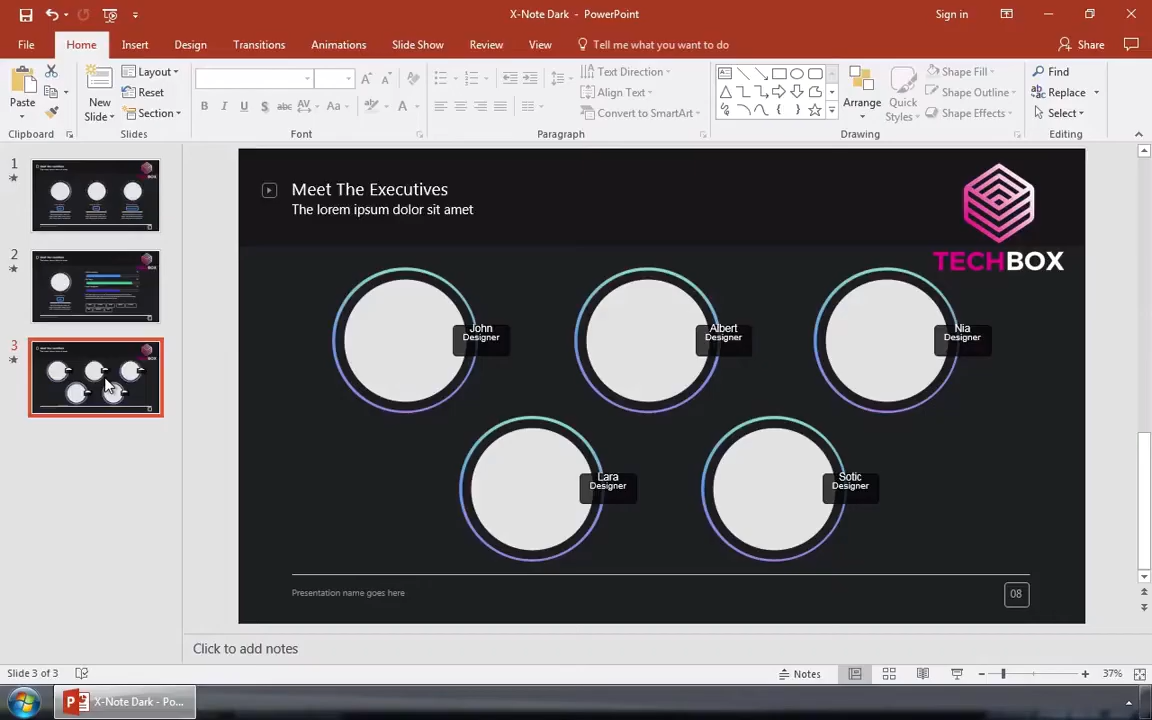 X-Note Dark - PowerPoint
Sign in
File
Home
Insert
Design
Transitions
Animations
Slide Show
Review
View
Tell me what you want to do
Share
Paste
New
Slide
Layout
Reset
Section
Text Direction
Align Text
Convert to SmartArt
Arrange
Quick
Styles
Shape Fill
Shape Outline
Shape Effects
Find
Replace
Select
Clipboard
Slides
Font
Paragraph
Drawing
Editing
1
2
3
Meet The Executives
The lorem ipsum dolor sit amet
TECHBOX
John
Designer
Albert
Designer
Nia
Designer
Lara
Designer
Sotic
Designer
Presentation name goes here
08
Click to add notes
Slide 3 of 3
Notes
37%
X-Note Dark - Po...